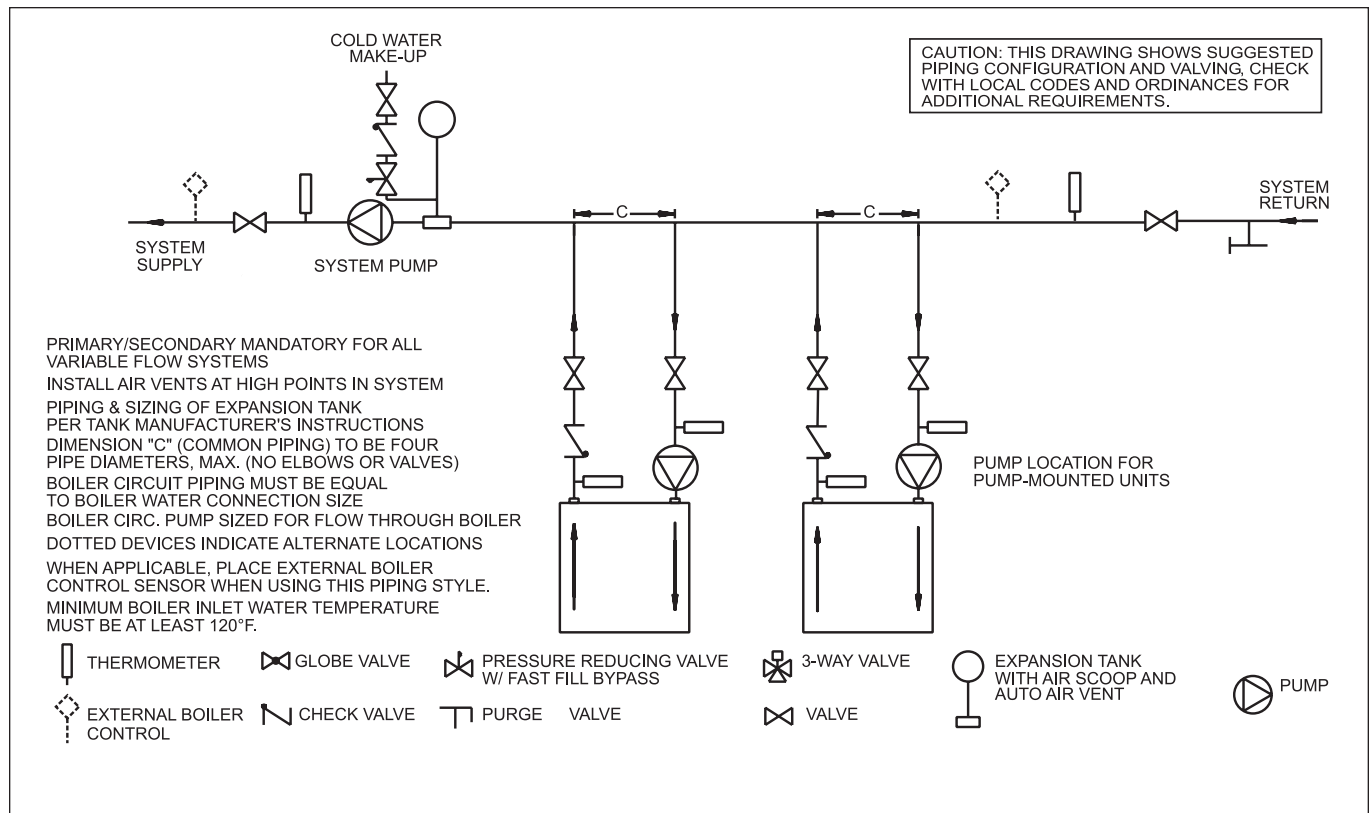 COLD WATER
MAKE-UP
CAUTION: THIS DRAWING SHOWS SUGGESTED
PIPING CONFIGURATION AND VALVING, CHECK
WITH LOCAL CODES AND ORDINANCES FOR
ADDITIONAL REQUIREMENTS.
SYSTEM
RETURN
C
C
SYSTEM
SUPPLY
SYSTEM PUMP
PRIMARY/SECONDARY MANDATORY FOR ALL
VARIABLE FLOW SYSTEMS
INSTALL AIR VENTS AT HIGH POINTS IN SYSTEM
PIPING & SIZING OF EXPANSION TANK
PER TANK MANUFACTURER'S INSTRUCTIONS
DIMENSION "C" (COMMON PIPING) TO BE FOUR
PIPE DIAMETERS, MAX. (NO ELBOWS OR VALVES)
BOILER CIRCUIT PIPING MUST BE EQUAL
TO BOILER WATER CONNECTION SIZE
BOILER CIRC. PUMP SIZED FOR FLOW THROUGH BOILER
DOTTED DEVICES INDICATE ALTERNATE LOCATIONS
WHEN APPLICABLE, PLACE EXTERNAL BOILER
CONTROL SENSOR WHEN USING THIS PIPING STYLE.
MINIMUM BOILER INLET WATER TEMPERATURE
MUST BE AT LEAST 120°F.
PUMP LOCATION FOR
PUMP-MOUNTED UNITS
THERMOMETER
GLOBE VALVE
PRESSURE REDUCING VALVE
W/ FAST FILL BYPASS
3-WAY VALVE
EXPANSION TANK
WITH AIR SCOOP AND
AUTO AIR VENT
PUMP
EXTERNAL BOILER
CONTROL
CHECK VALVE
PURGE VALVE
VALVE